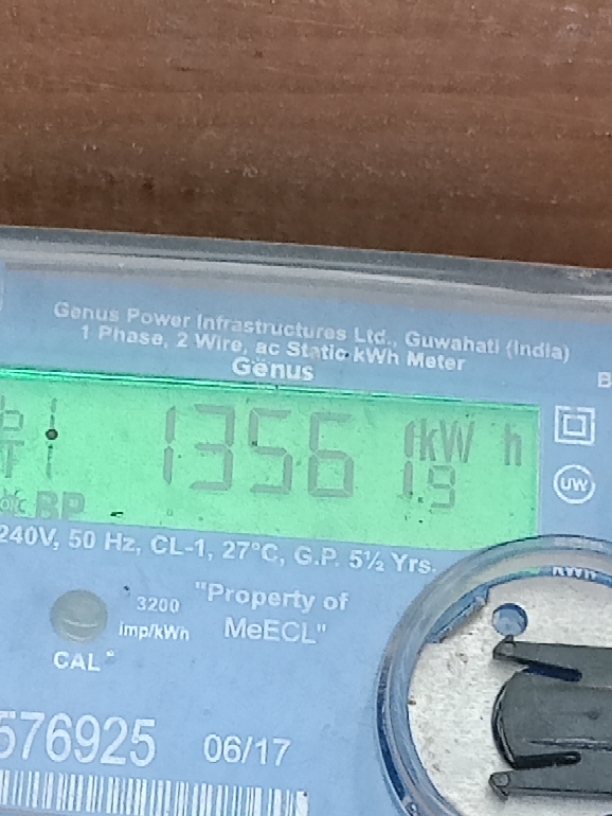 Genus Power Infrastructures Ltd., Guwahati (India)
1 Phase, 2 Wire, ac Static kWh Meter
Genus
1356 1.9 kW h
BP
240V, 50 Hz, CL-1, 27°C, G.P. 5½ Yrs.
3200
imp/kWh
"Property of
MeECL"
CAL
576925 06/17
UW